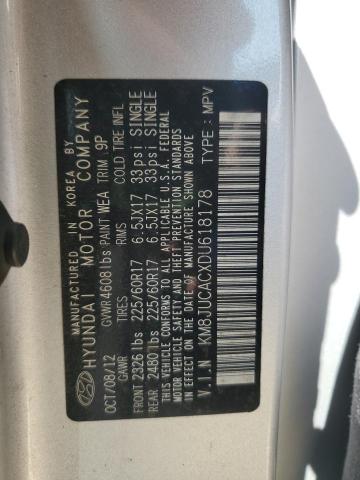 MANUFACTURED IN KOREA BY
HYUNDAI MOTOR COMPANY
OCT/08/12 GVWR 4608 lbs PAINT WEA TRIM 9P
GAWR TIRES RIMS COLD TIRE INFL
FRONT 2326 lbs 225/60R17 6.5JX17 33psi SINGLE
REAR 2480 lbs 225/60R17 6.5JX17 33psi SINGLE
THIS VEHICLE CONFORMS TO ALL APPLICABLE U.S.A. FEDERAL
MOTOR VEHICLE SAFETY AND THEFT PREVENTION STANDARDS
IN EFFECT ON THE DATE OF MANUFACTURE SHOWN ABOVE.
V.I.N : KM8JUCACXDU618178 TYPE : MPV